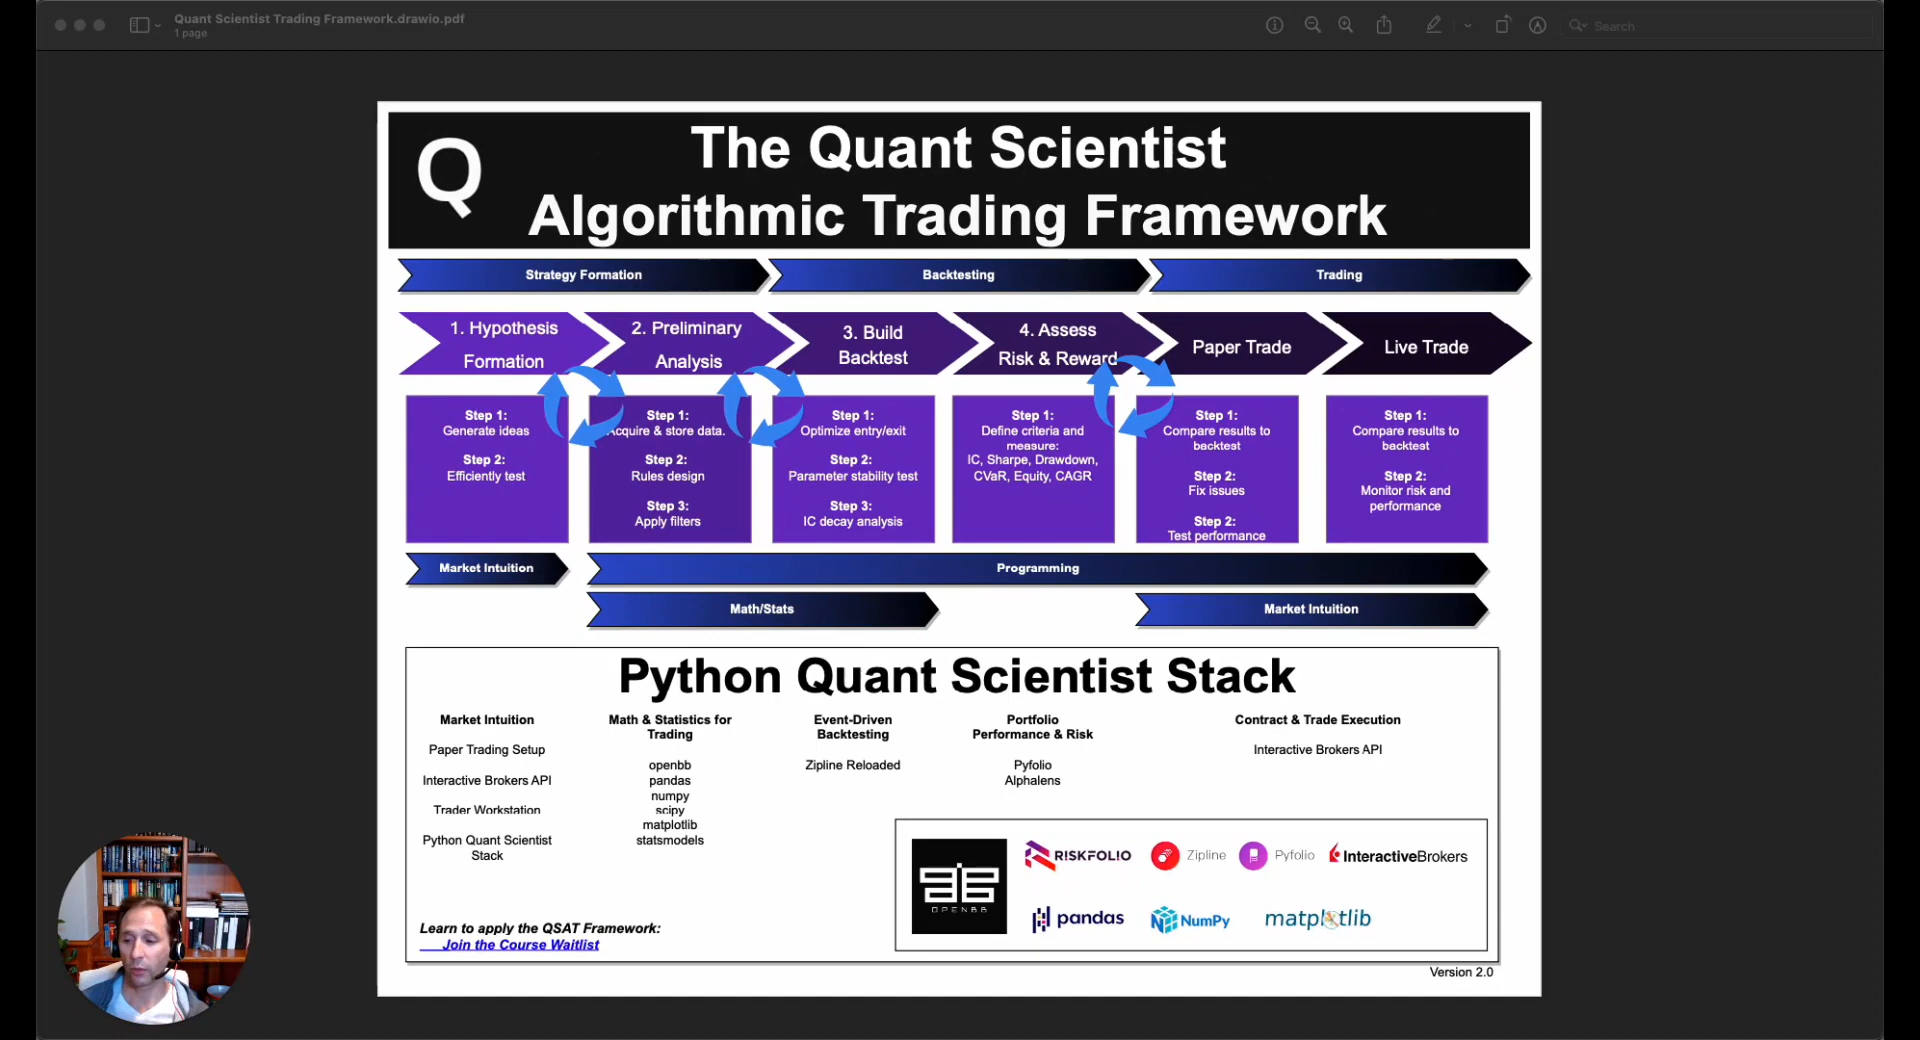 Quant Scientist Trading Framework.drawio.pdf
1 page
Search
Q
The Quant Scientist
Algorithmic Trading Framework
Strategy Formation
Backtesting
Trading
1. Hypothesis
Formation
2. Preliminary
Analysis
3. Build
Backtest
4. Assess
Risk & Reward
Paper Trade
Live Trade
Step 1:
Generate ideas
Step 2:
Efficiently test
Step 1:
Acquire & store data.
Step 2:
Rules design
Step 3:
Apply filters
Step 1:
Optimize entry/exit
Step 2:
Parameter stability test
Step 3:
IC decay analysis
Step 1:
Define criteria and
measure:
IC, Sharpe, Drawdown,
CVaR, Equity, CAGR
Step 1:
Compare results to
backtest
Step 2:
Fix issues
Step 2:
Test performance
Step 1:
Compare results to
backtest
Step 2:
Monitor risk and
performance
Market Intuition
Programming
Math/Stats
Market Intuition
Python Quant Scientist Stack
Market Intuition
Paper Trading Setup
Interactive Brokers API
Trader Workstation
Python Quant Scientist
Stack
Math & Statistics for
Trading
openbb
pandas
numpy
scipy
matplotlib
statsmodels
Event-Driven
Backtesting
Zipline Reloaded
Portfolio
Performance & Risk
Pyfolio
Alphalens
Contract & Trade Execution
Interactive Brokers API
OPENBB
RISKFOLIO
Zipline
Pyfolio
InteractiveBrokers
pandas
NumPy
matplotlib
Learn to apply the QSAT Framework:
Join the Course Waitlist
Version 2.0